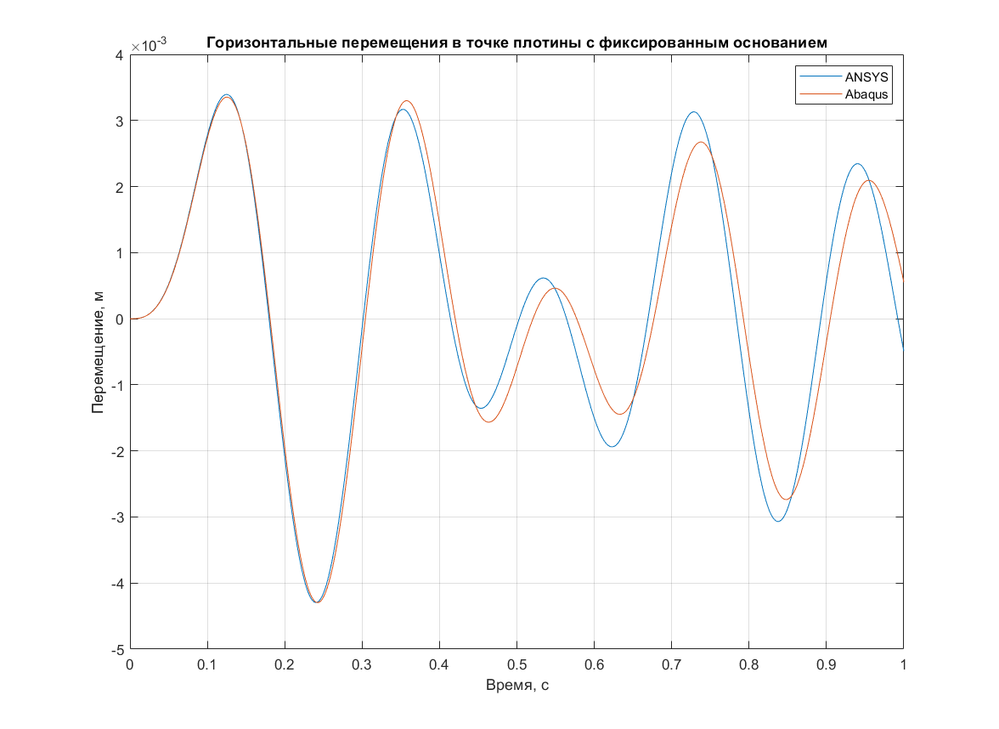 Горизонтальные перемещения в точке плотины с фиксированным основанием
×10-3
4
3
2
1
0
-1
-2
-3
-4
-5
Перемещение, м
0 0.1 0.2 0.3 0.4 0.5 0.6 0.7 0.8 0.9 1
Время, с
ANSYS
Abaqus